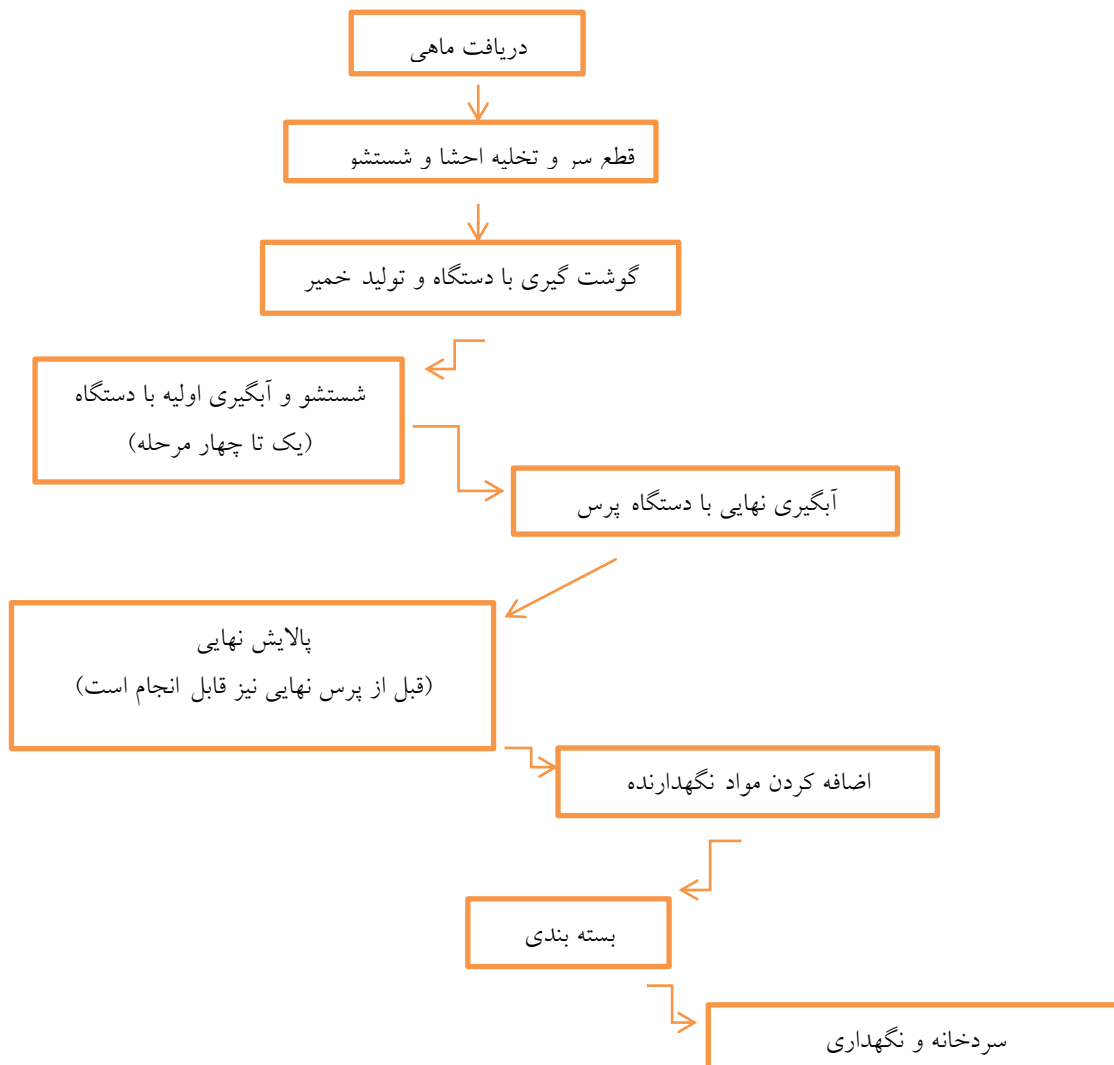 دریافت ماهی
قطع سر و تخلیه احشا و شستشو
گوشت گیری با دستگاه و تولید خمیر
شستشو و آبگیری اولیه با دستگاه
(یک تا چهار مرحله)
آبگیری نهایی با دستگاه پرس
پالایش نهایی
(قبل از پرس نهایی نیز قابل انجام است)
اضافه کردن مواد نگهدارنده
بسته بندی
سردخانه و نگهداری